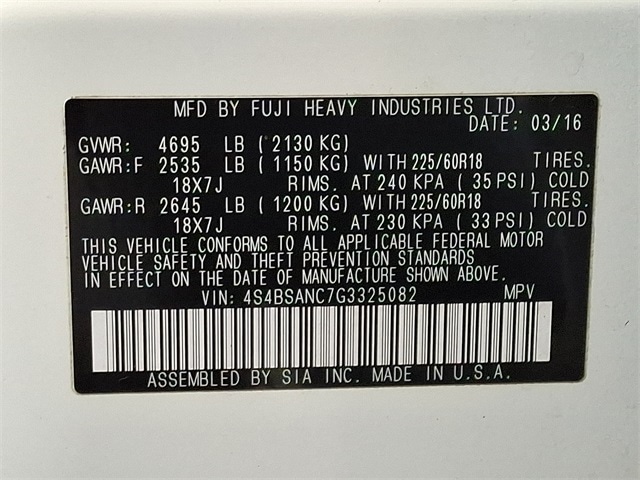 MFD BY FUJI HEAVY INDUSTRIES LTD.
DATE: 03/16
GVWR: 4695 LB (2130 KG)
GAWR:F 2535 LB (1150 KG) WITH 225/60R18 TIRES.
18X7J RIMS. AT 240 KPA (35 PSI) COLD
GAWR:R 2645 LB (1200 KG) WITH 225/60R18 TIRES.
18X7J RIMS. AT 230 KPA (33 PSI) COLD
THIS VEHICLE CONFORMS TO ALL APPLICABLE FEDERAL MOTOR
VEHICLE SAFETY AND THEFT PREVENTION STANDARDS
IN EFFECT ON THE DATE OF MANUFACTURE SHOWN ABOVE.
VIN: 4S4BSANC7G3325082 MPV
ASSEMBLED BY SIA INC. MADE IN U.S.A.